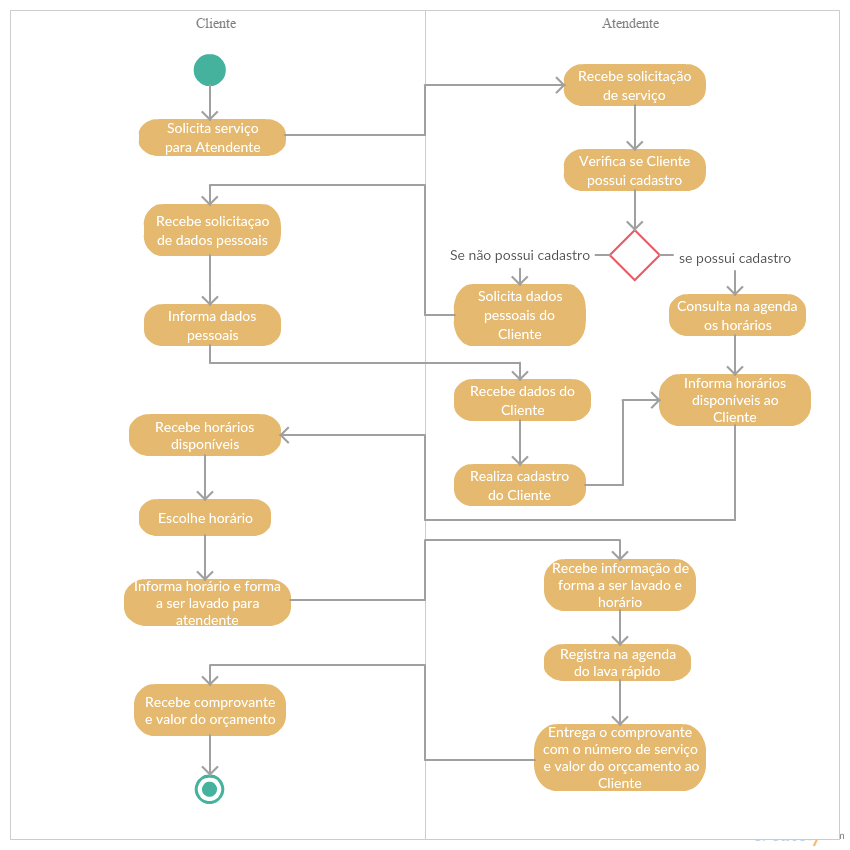 Cliente
Atendente
Recebe solicitação
de serviço
Solicita serviço
para Atendente
Verifica se Cliente
possui cadastro
Recebe solicitaçao
de dados pessoais
Se não possui cadastro
se possui cadastro
Solicita dados
pessoais do
Cliente
Consulta na agenda
os horários
Informa dados
pessoais
Recebe dados do
Cliente
Informa horários
disponíveis ao
Cliente
Recebe horários
disponíveis
Realiza cadastro
do Cliente
Escolhe horário
Informa horário e forma
a ser lavado para
atendente
Recebe informação de
forma a ser lavado e
horário
Registra na agenda
do lava rápido
Recebe comprovante
e valor do orçamento
Entrega o comprovante
com o número de serviço
e valor do orçcamento ao
Cliente